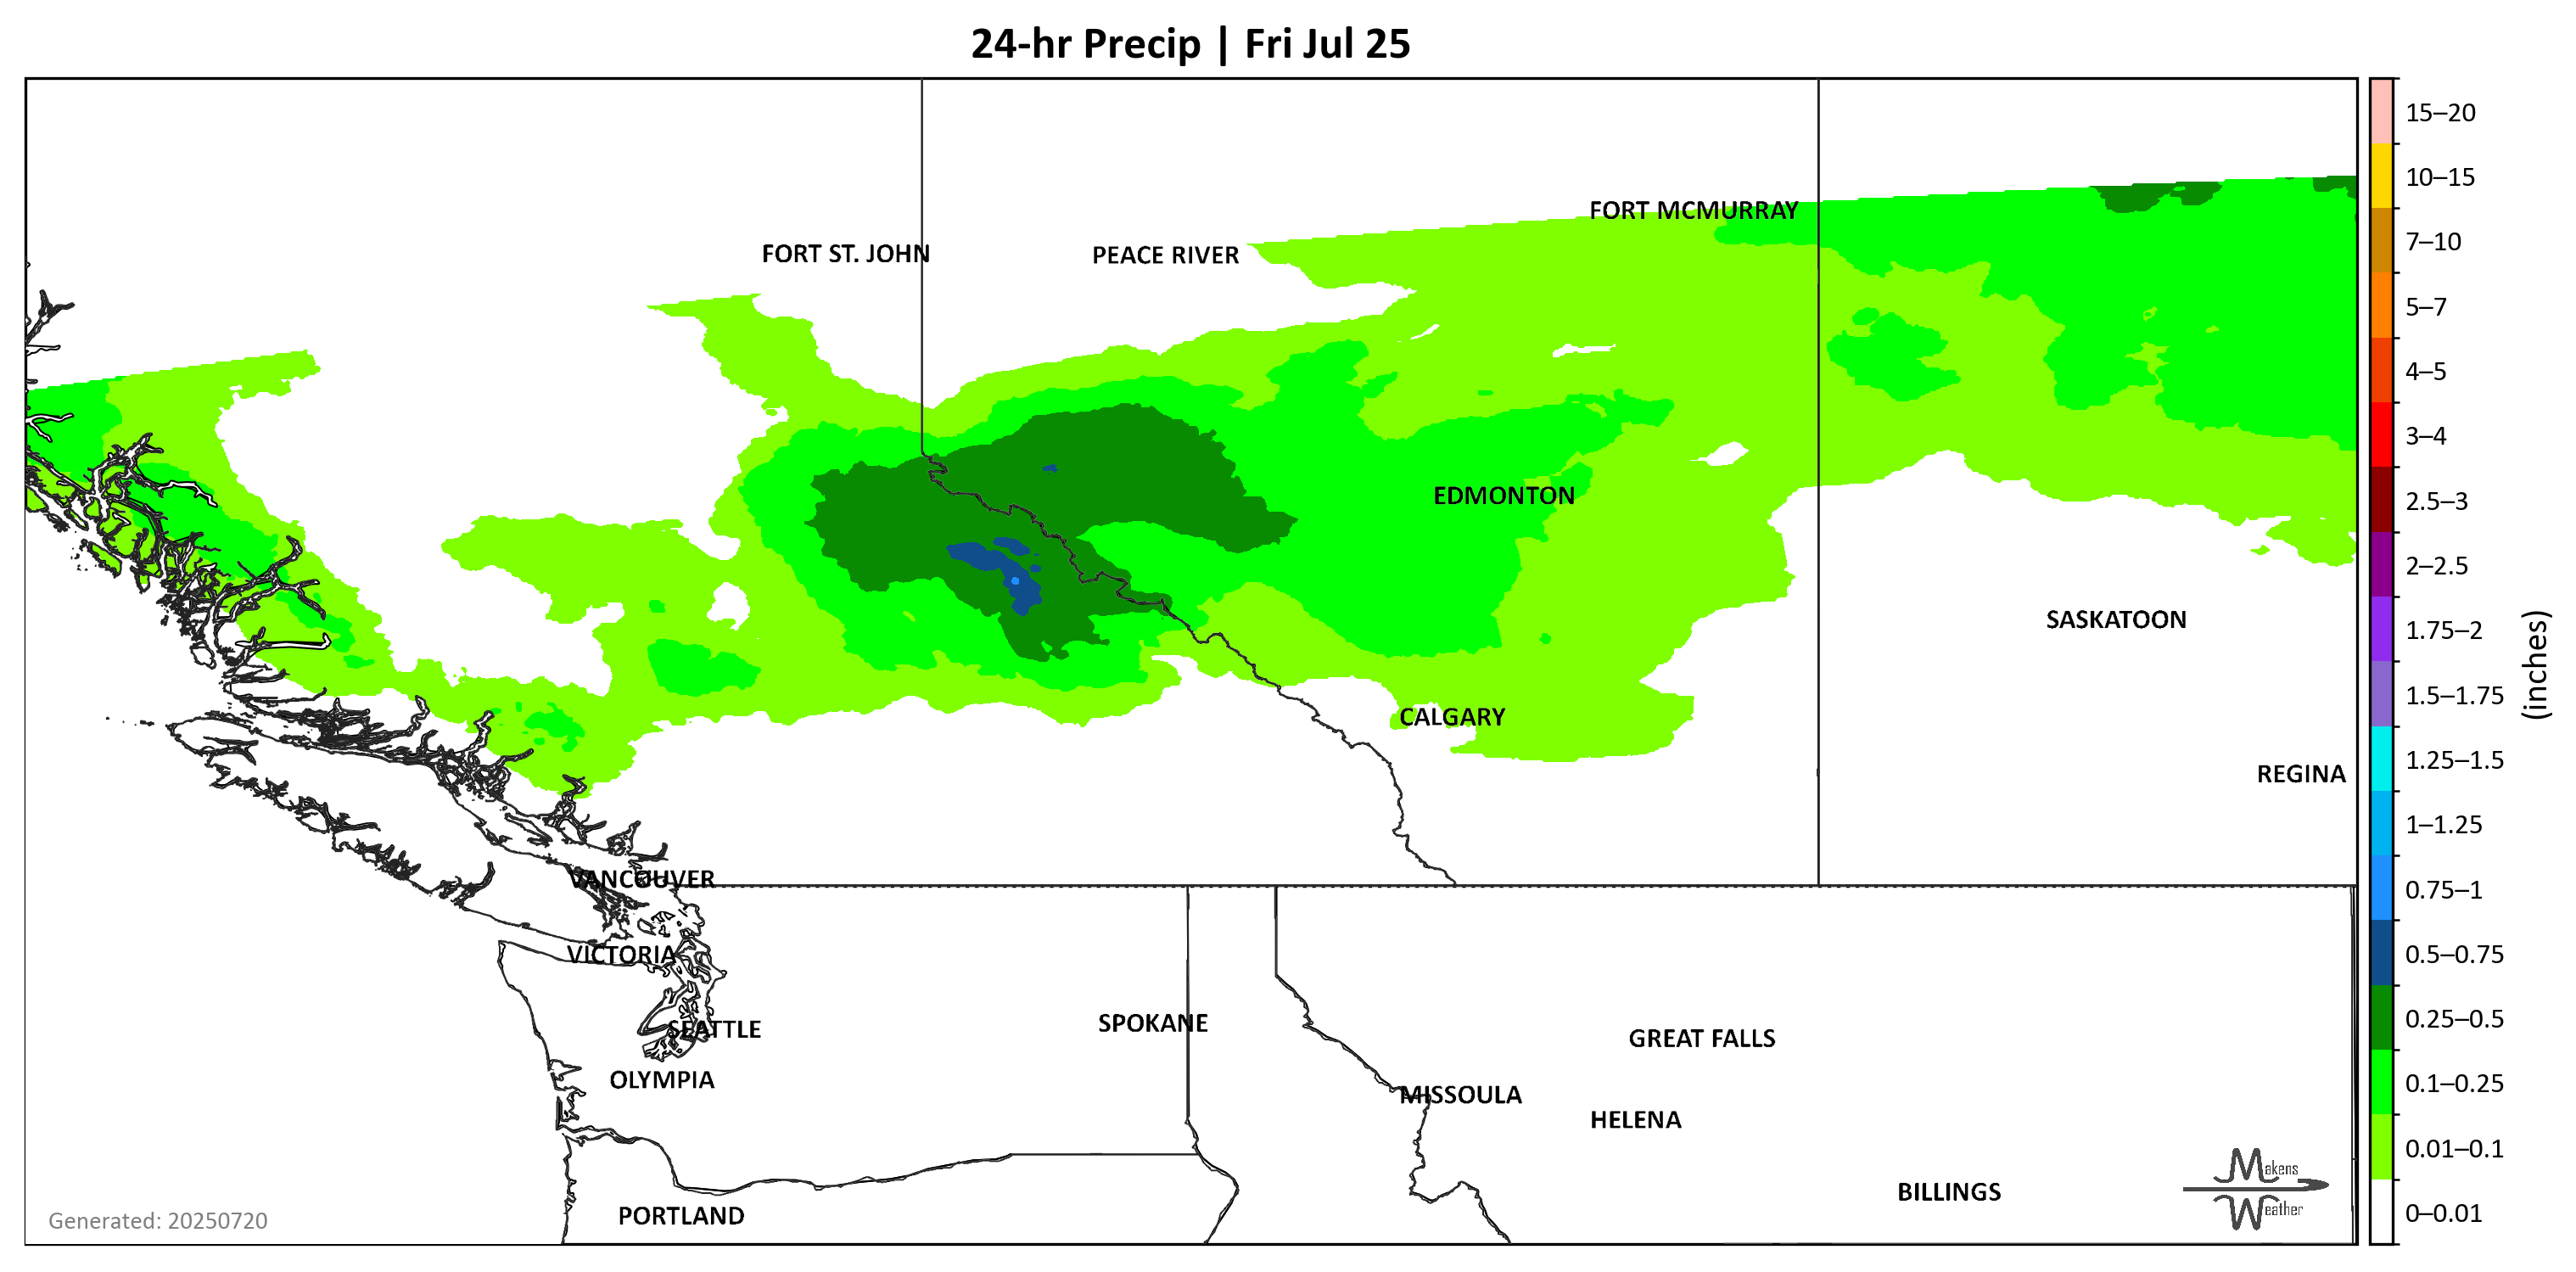 24-hr Precip | Fri Jul 25
15–20
10–15
FORT MCMURRAY
7–10
FORT ST. JOHN
PEACE RIVER
5–7
4–5
3–4
EDMONTON
2.5–3
2–2.5
SASKATOON
1.75–2
(inches)
1.5–1.75
CALGARY
1.25–1.5
REGINA
1–1.25
VANCOUVER
0.75–1
VICTORIA
0.5–0.75
SPOKANE
0.25–0.5
SEATTLE
GREAT FALLS
OLYMPIA
0.1–0.25
MISSOULA
HELENA
0.01–0.1
Makens
Weather
BILLINGS
PORTLAND
0–0.01
Generated: 20250720